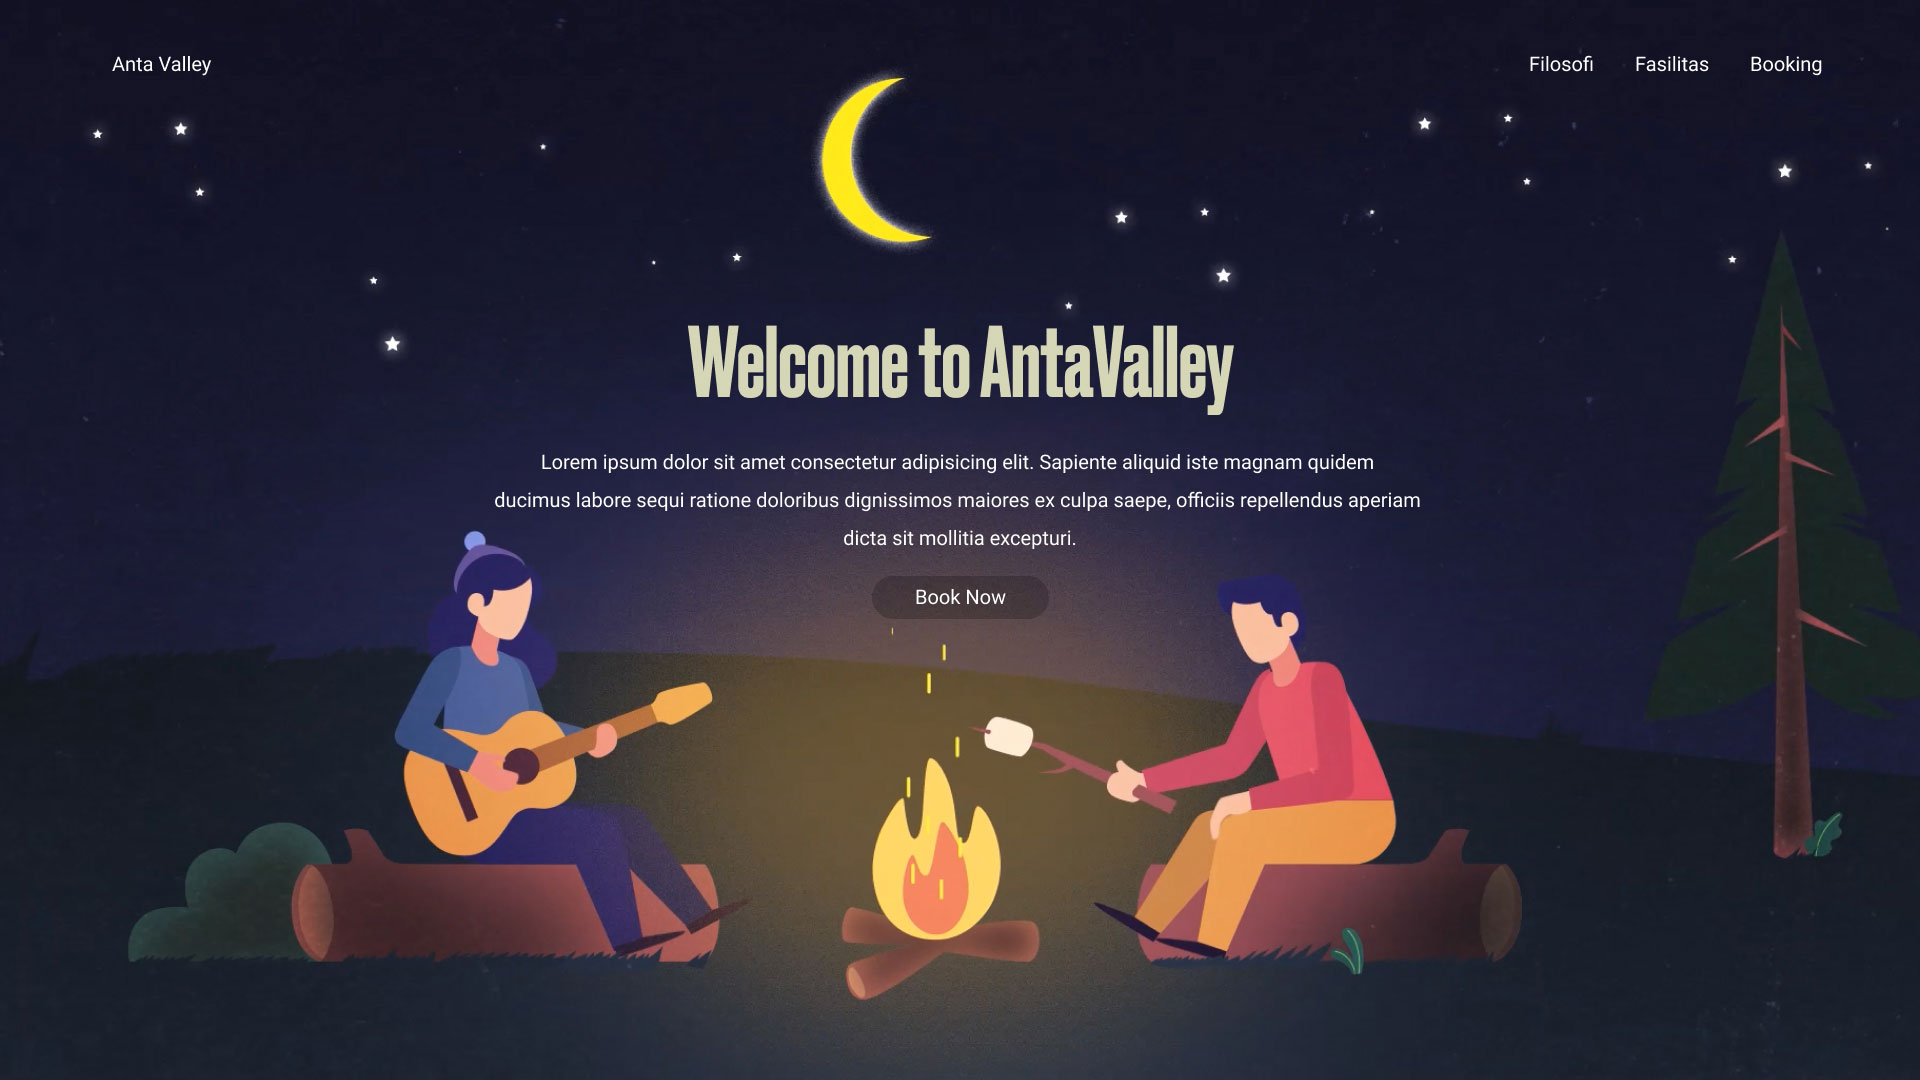 Anta Valley
Filosofi
Fasilitas
Booking
Welcome to AntaValley
Lorem ipsum dolor sit amet consectetur adipisicing elit. Sapiente aliquid iste magnam quidem
ducimus labore sequi ratione doloribus dignissimos maiores ex culpa saepe, officiis repellendus aperiam
dicta sit mollitia excepturi.
Book Now